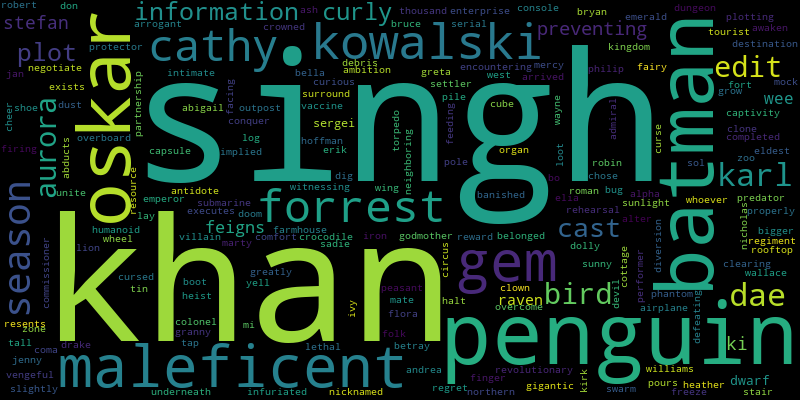 robert don information curly ash thousand enterprise console bryan emerald dungeon plotting
stefan arrogant crowned bruce serial preventing kingdom tourist awaken
plot protector cathy kowalski fairy destination
jan negotiate debris ambition greta encountering mercy philip edit mock
exists intimate bella curious west arrived
oskar singh batman
cheer shoe dust partnership abigail facing outpost vaccine surround settler pile cube wayne admiral fort grow wee
aurora overboard conquer log sergei torpedo feeding organ loot curse clone captivity
firing abducts capsule implied hoffman erik neighboring pole robin completed
unite resource antidote witnessing dig wing banished bo chose sol zoo eldest karl
season emperor submarine forrest elia roman bug alpha whoever predator
humanoid lay executes doom rehearsal sunlight alter nicholas properly
commissioner wheel villain feigns farmhouse godmother reward belonged cast diversion bigger regiment
lion khan marty comfort crocodile iron sadie circus gem dolly cottage performer clearing rooftop
cursed boot greatly sunny wallace
tin heist yell peasant clown raven bird devil phantom airplane dae
resents zone colonel mi ivy mate halt overcome defeating
tall granny flora folk penguin
coma drake tap lethal betray ki
jenny maleficent andrea revolutionary williams
vengeful finger kirk pours heather dwarf
slightly underneath infuriated nicknamed regret northern gigantic swarm freeze stair